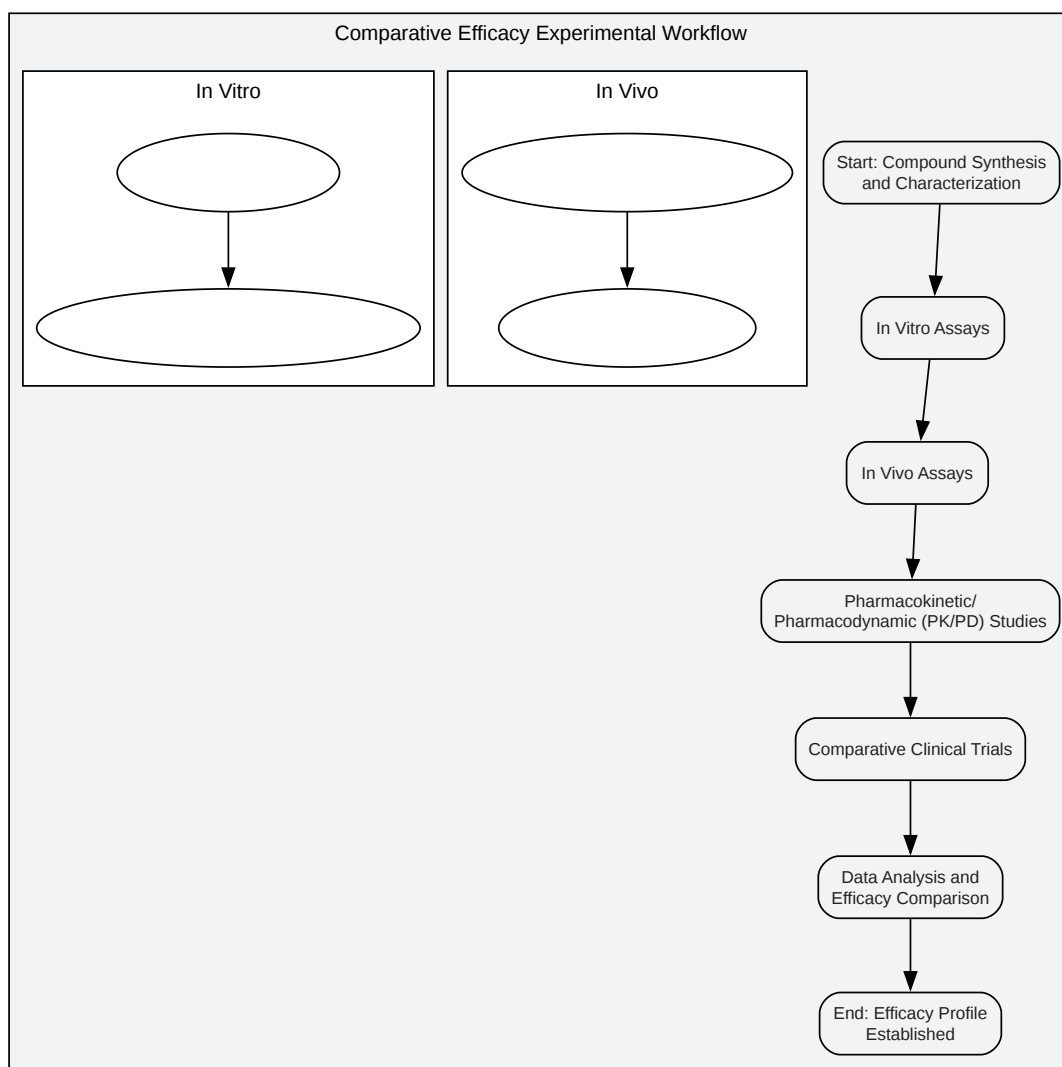 Comparative Efficacy Experimental Workflow
In Vitro
In Vivo
Start: Compound Synthesis
and Characterization
In Vitro Assays
In Vivo Assays
Pharmacokinetic/
Pharmacodynamic (PK/PD) Studies
Comparative Clinical Trials
Data Analysis and
Efficacy Comparison
End: Efficacy Profile
Established